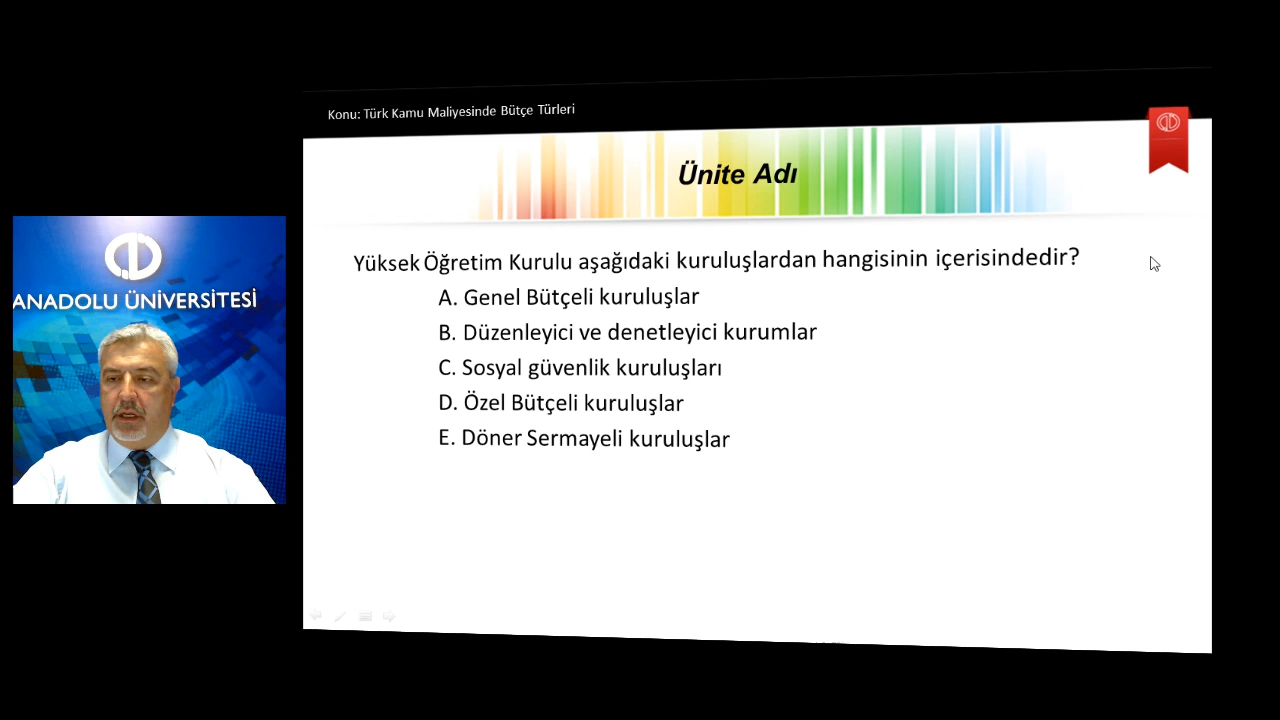 Konu: Türk Kamu Maliyesinde Bütçe Türleri
Ünite Adı
ANADOLU ÜNİVERSİTESİ
Yüksek Öğretim Kurulu aşağıdaki kuruluşlardan hangisinin içerisindedir?
A. Genel Bütçeli kuruluşlar
B. Düzenleyici ve denetleyici kurumlar
C. Sosyal güvenlik kuruluşları
D. Özel Bütçeli kuruluşlar
E. Döner Sermayeli kuruluşlar